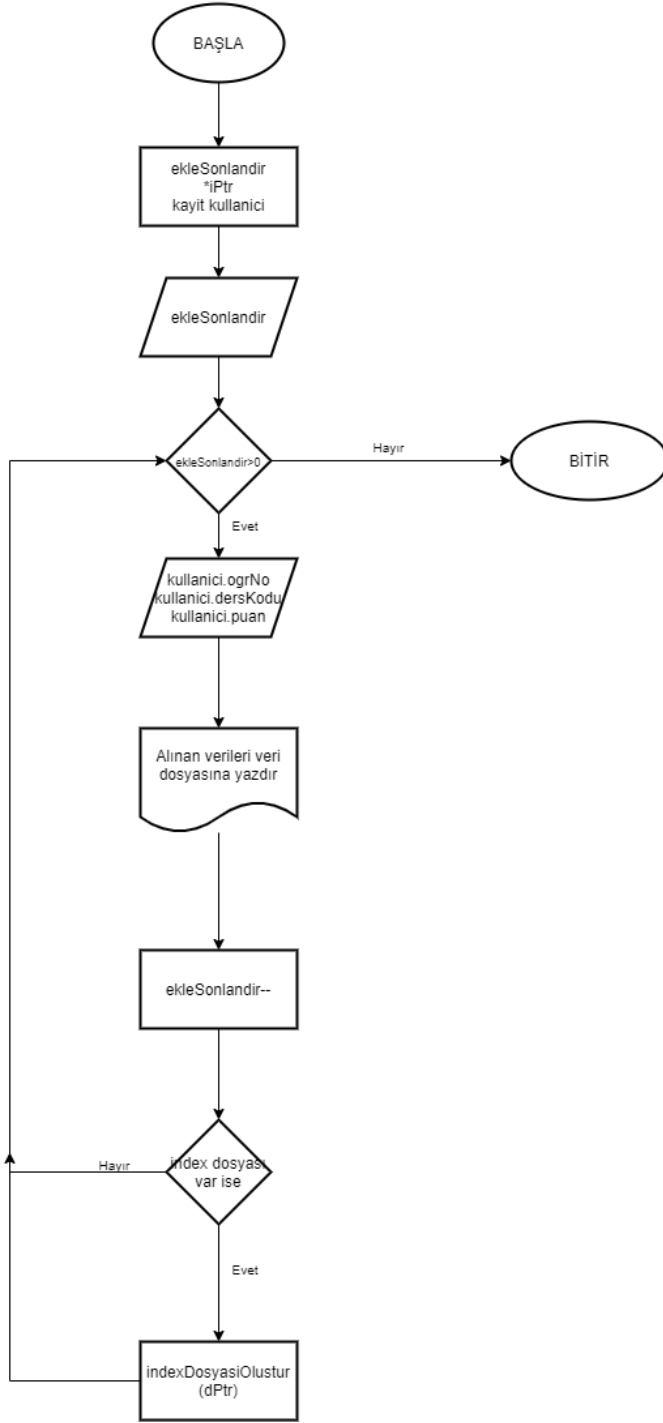 BAŞLA
ekleSonlandir
*iPtr
kayit kullanici
ekleSonlandir
ekleSonlandir>0
Hayır
BİTİR
Evet
kullanici.ogrNo
kullanici.dersKodu
kullanici.puan
Alınan verileri veri
dosyasına yazdır
ekleSonlandir--
index dosyası
var ise
Hayır
Evet
indexDosyasiOlustur
(dPtr)